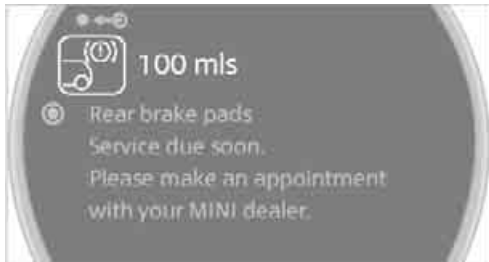 100 mls
Rear brake pads
Service due soon.
Please make an appointment
with your MINI dealer.